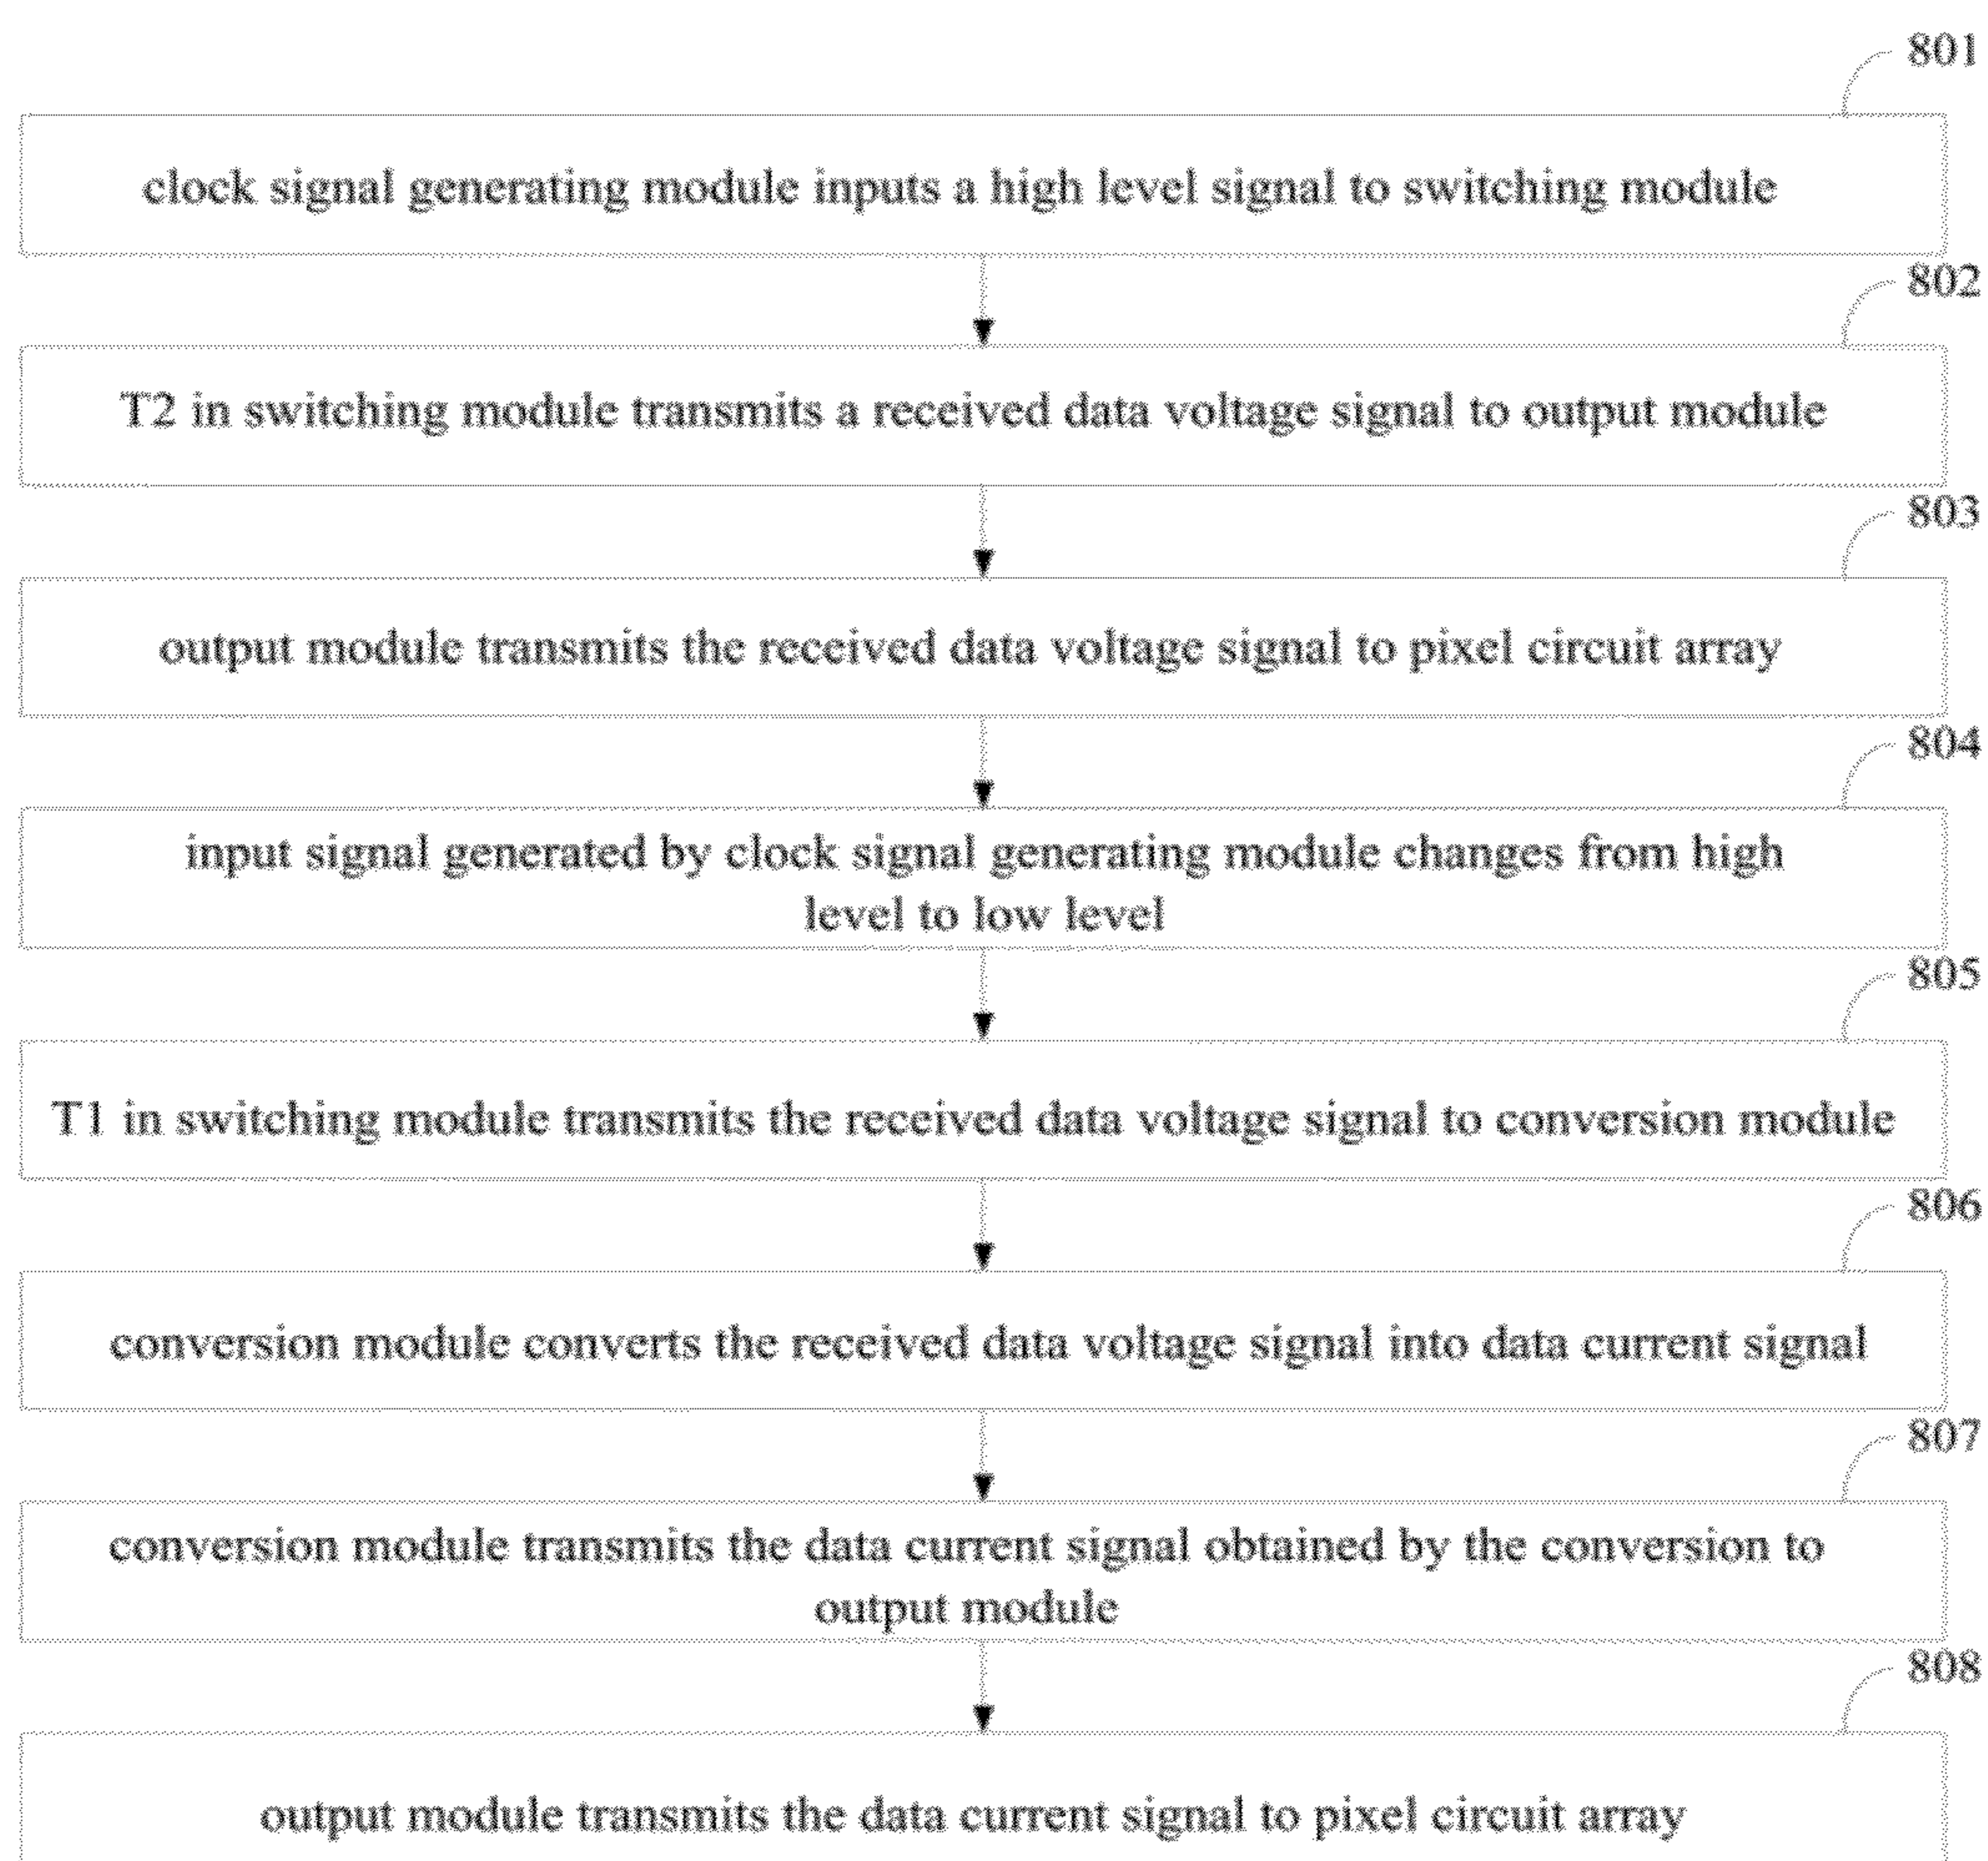 801
clock signal generating module inputs a high level signal to switching module
802
T2 in switching module transmits a received data voltage signal to output module
803
output module transmits the received data voltage signal to pixel circuit array
804
input signal generated by clock signal generating module changes from high
level to low level
805
T1 in switching module transmits the received data voltage signal to conversion module
806
conversion module converts the received data voltage signal into data current signal
807
conversion module transmits the data current signal obtained by the conversion to
output module
808
output module transmits the data current signal to pixel circuit array